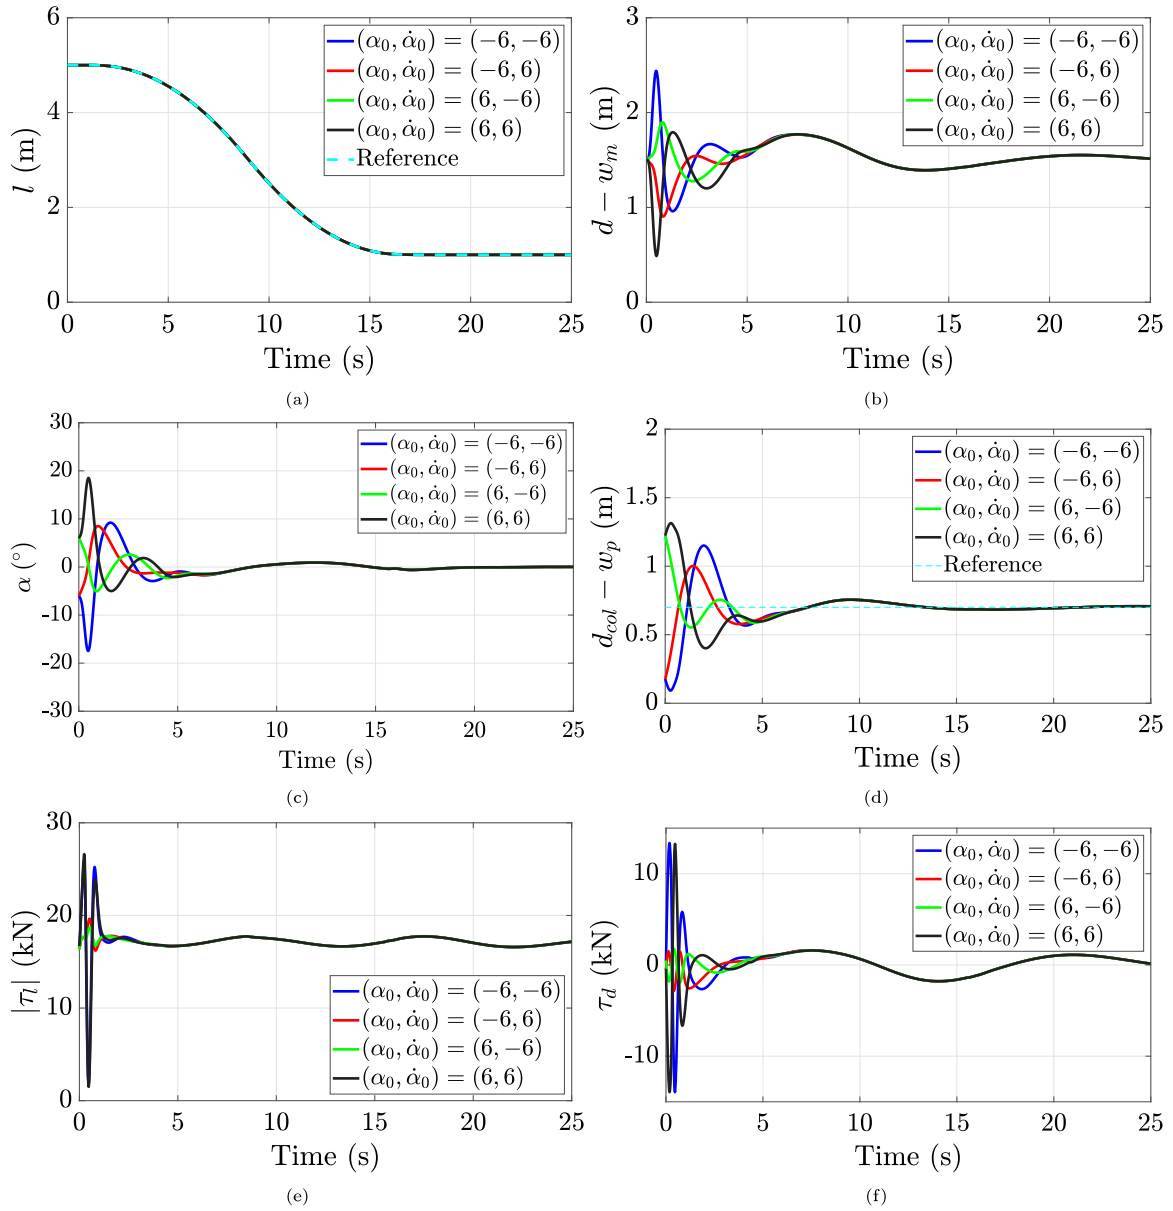 6
4
2
0
l (m)
0 5 10 15 20 25
Time (s)
(α₀, α̇₀) = (−6, −6)
(α₀, α̇₀) = (−6, 6)
(α₀, α̇₀) = (6, −6)
(α₀, α̇₀) = (6, 6)
Reference
(a)
3
2
1
0
d − wₘ (m)
0 5 10 15 20 25
Time (s)
(α₀, α̇₀) = (−6, −6)
(α₀, α̇₀) = (−6, 6)
(α₀, α̇₀) = (6, −6)
(α₀, α̇₀) = (6, 6)
(b)
30
20
10
0
-10
-20
-30
α (°)
0 5 10 15 20 25
Time (s)
(α₀, α̇₀) = (−6, −6)
(α₀, α̇₀) = (−6, 6)
(α₀, α̇₀) = (6, −6)
(α₀, α̇₀) = (6, 6)
(c)
2
1.5
1
0.5
0
d_col − w_p (m)
0 5 10 15 20 25
Time (s)
(α₀, α̇₀) = (−6, −6)
(α₀, α̇₀) = (−6, 6)
(α₀, α̇₀) = (6, −6)
(α₀, α̇₀) = (6, 6)
Reference
(d)
30
20
10
0
|τ_l| (kN)
0 5 10 15 20 25
Time (s)
(α₀, α̇₀) = (−6, −6)
(α₀, α̇₀) = (−6, 6)
(α₀, α̇₀) = (6, −6)
(α₀, α̇₀) = (6, 6)
(e)
10
0
-10
τ_d (kN)
0 5 10 15 20 25
Time (s)
(α₀, α̇₀) = (−6, −6)
(α₀, α̇₀) = (−6, 6)
(α₀, α̇₀) = (6, −6)
(α₀, α̇₀) = (6, 6)
(f)